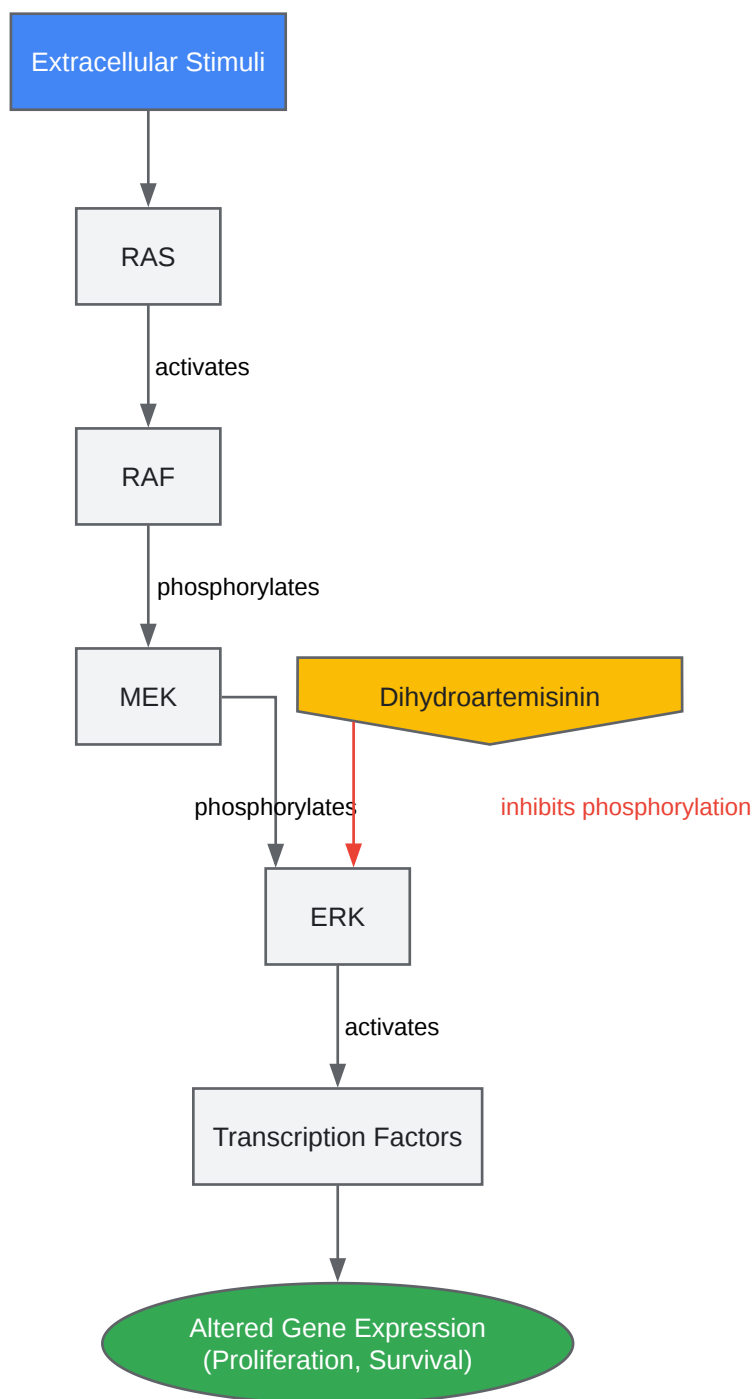 Extracellular Stimuli
RAS
activates
RAF
phosphorylates
MEK
Dihydroartemisinin
phosphorylates
inhibits phosphorylation
ERK
activates
Transcription Factors
Altered Gene Expression
(Proliferation, Survival)